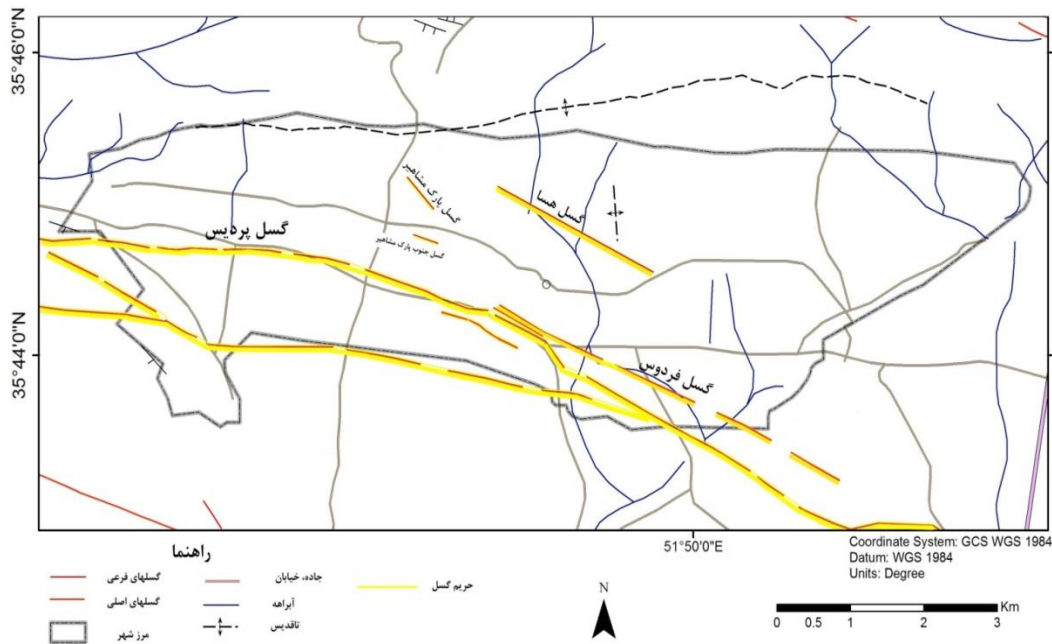 35°46'0"N
گسل پارک مشاهیر
گسل هسا
گسل پردیس
گسل جنوب پارک مشاهیر
35°44'0"N
گسل فردوس
51°50'0"E
Coordinate System: GCS WGS 1984
Datum: WGS 1984
Units: Degree
راهنما
گسلهای فرعی
جاده، خیابان
حریم گسل
گسلهای اصلی
آبراهه
مرز شهر
تاقدیس
N
Km
0 0.5 1 2 3